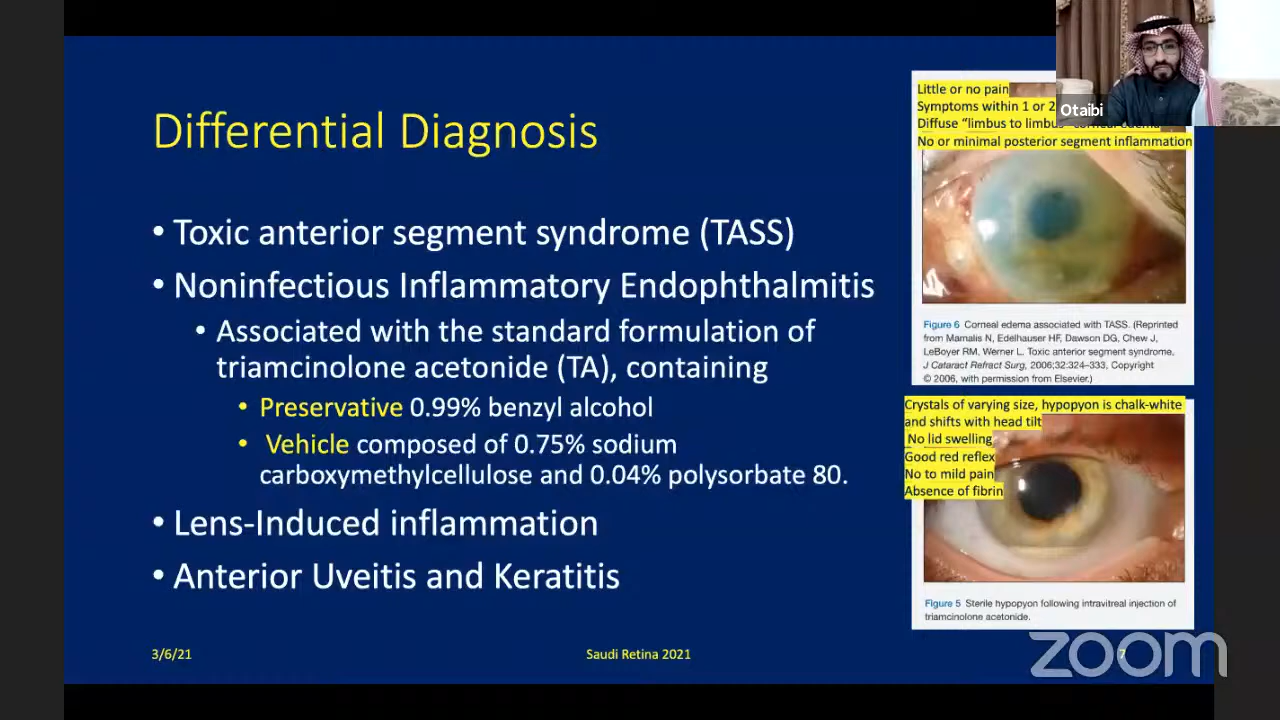 Differential Diagnosis
• Toxic anterior segment syndrome (TASS)
• Noninfectious Inflammatory Endophthalmitis
• Associated with the standard formulation of
triamcinolone acetonide (TA), containing
• Preservative 0.99% benzyl alcohol
• Vehicle composed of 0.75% sodium
carboxymethylcellulose and 0.04% polysorbate 80.
• Lens-Induced inflammation
• Anterior Uveitis and Keratitis
Little or no pain
Symptoms within 1 or 2
Diffuse “limbus to limbus” corneal edema
No or minimal posterior segment inflammation
Figure 6 Corneal edema associated with TASS. (Reprinted
from Mamalis N, Edelhauser HF, Dawson DG, Chew J,
LeBoyer RM, Werner L. Toxic anterior segment syndrome,
J Cataract Refract Surg, 2006;32:324–333, Copyright
© 2006, with permission from Elsevier.)
Crystals of varying size, hypopyon is chalk-white
and shifts with head tilt
No lid swelling
Good red reflex
No to mild pain
Absence of fibrin
Figure 5 Sterile hypopyon following intravitreal injection of
triamcinolone acetonide.
Otaibi
3/6/21
Saudi Retina 2021
7
zoom